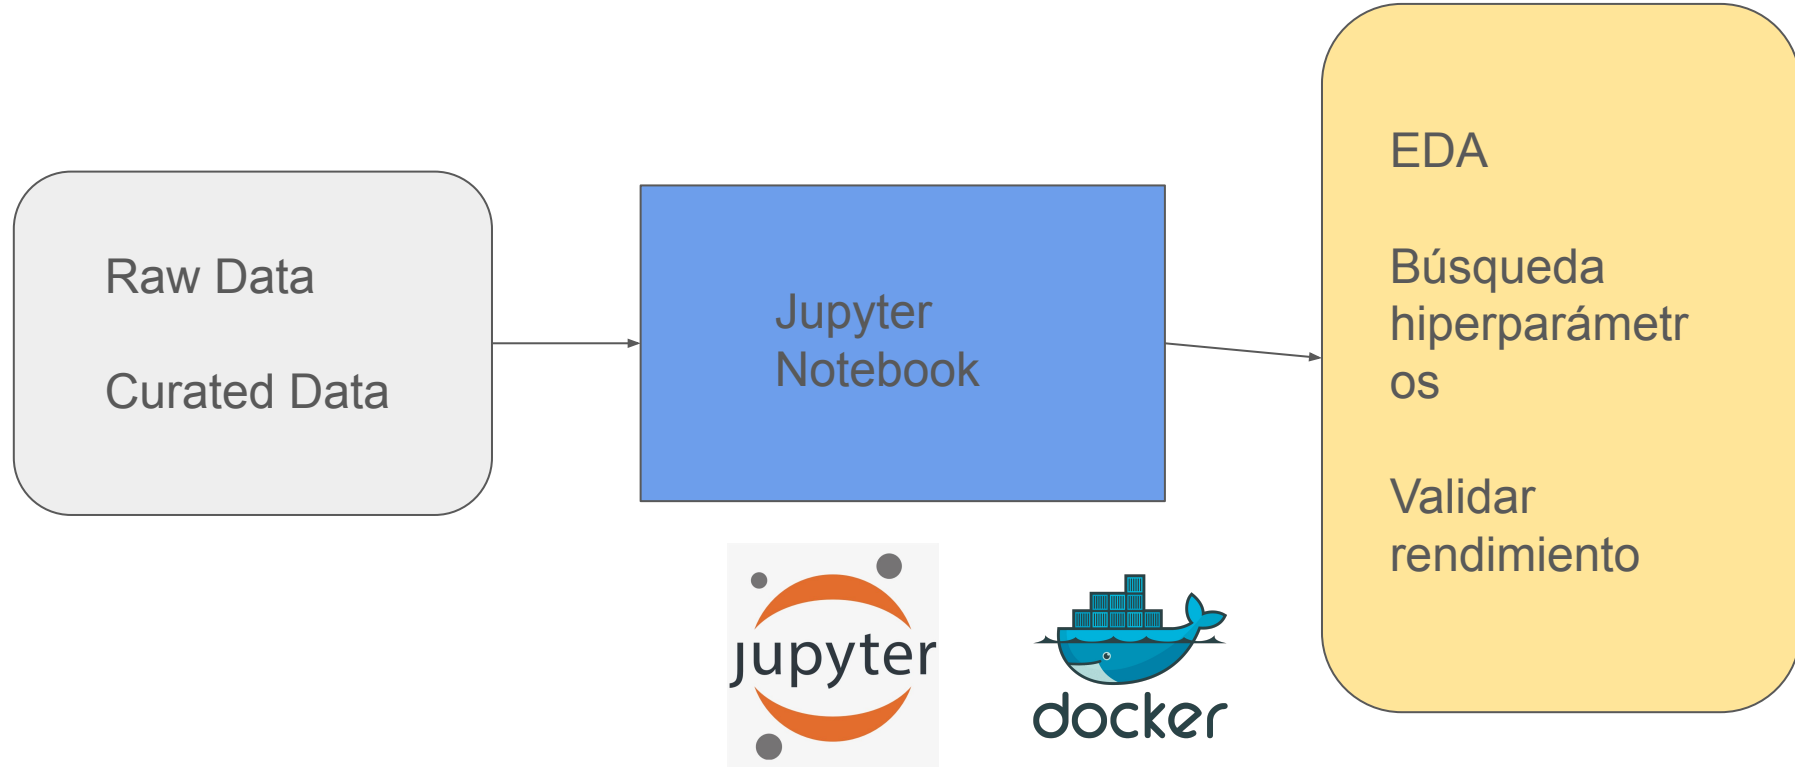 Raw Data
Curated Data
Jupyter
Notebook
EDA
Búsqueda
hiperparámetr
os
Validar
rendimiento
jupyter
docker